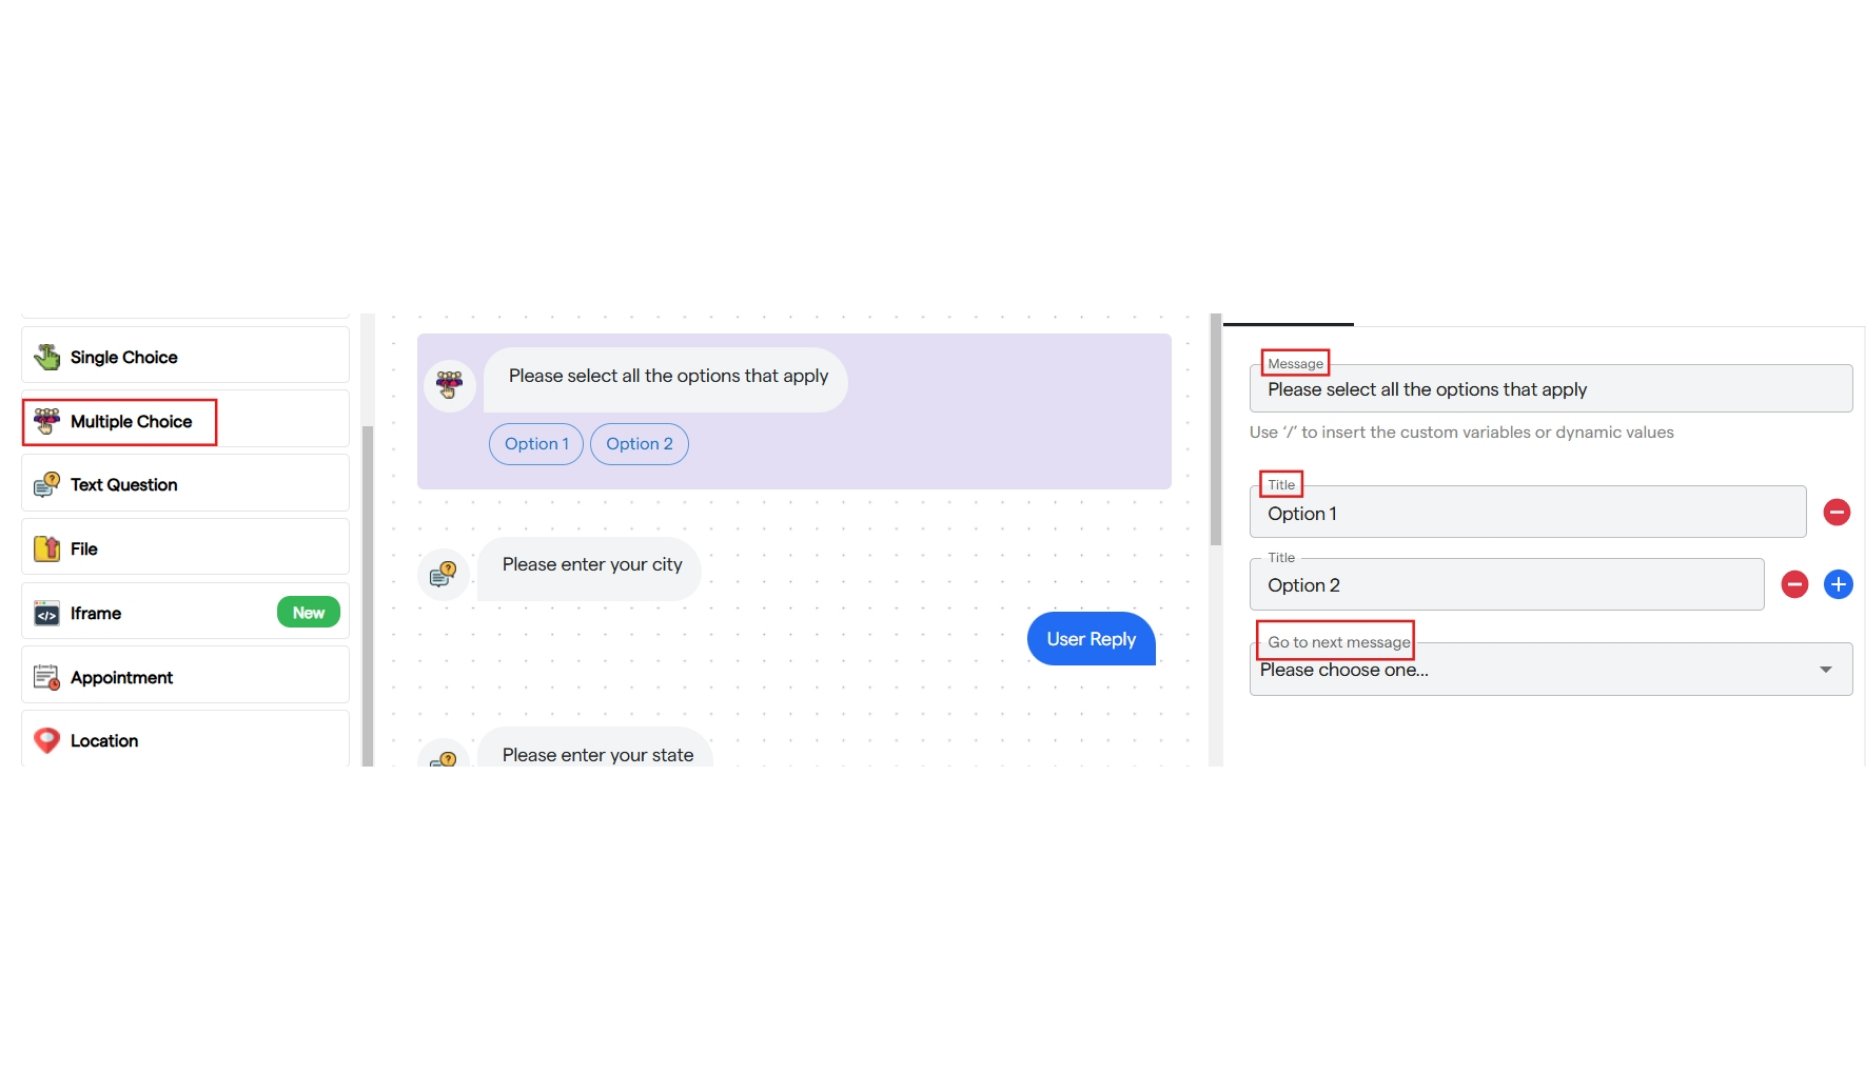 Single Choice
Multiple Choice
Text Question
File
Iframe
New
Appointment
Location
Please select all the options that apply
Option 1
Option 2
Please enter your city
User Reply
Please enter your state
Message
Please select all the options that apply
Use ‘/’ to insert the custom variables or dynamic values
Title
Option 1
Title
Option 2
Go to next message
Please choose one...